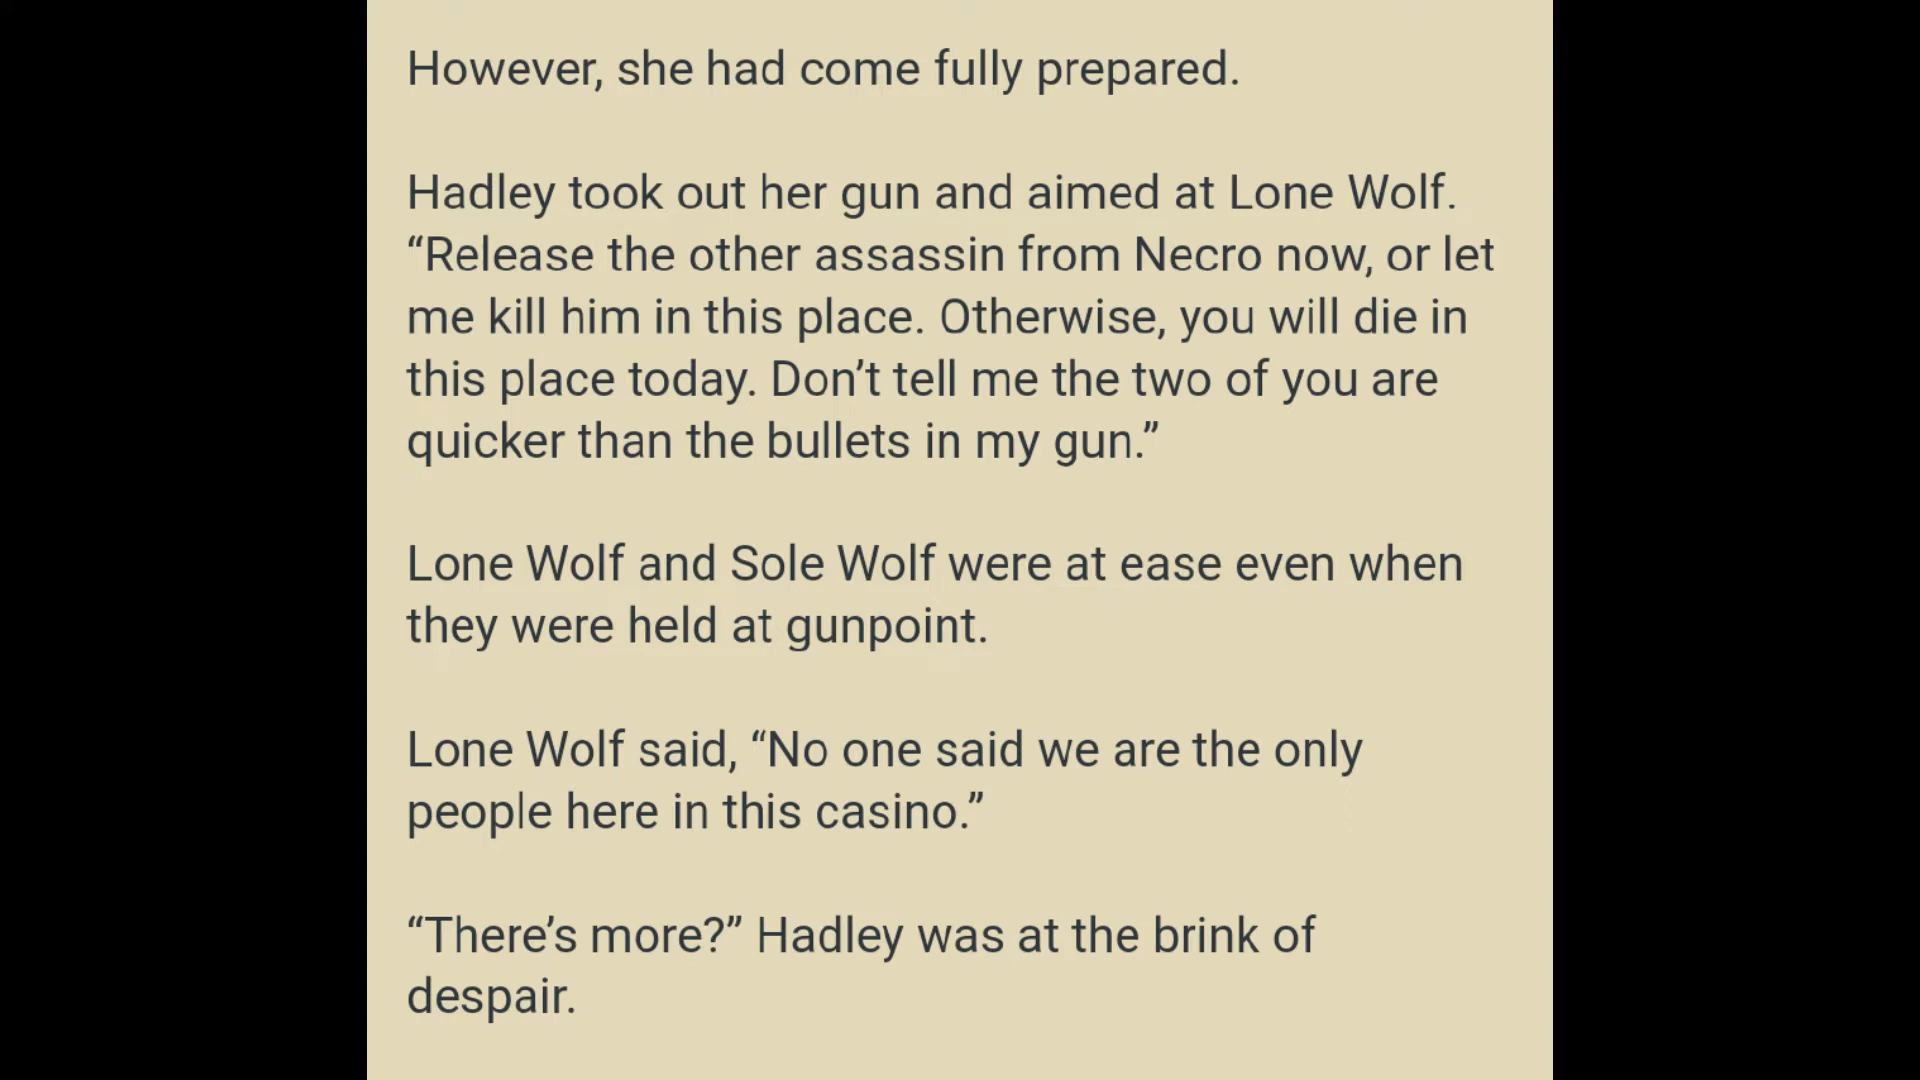 However, she had come fully prepared.
Hadley took out her gun and aimed at Lone Wolf.
“Release the other assassin from Necro now, or let
me kill him in this place. Otherwise, you will die in
this place today. Don’t tell me the two of you are
quicker than the bullets in my gun.”
Lone Wolf and Sole Wolf were at ease even when
they were held at gunpoint.
Lone Wolf said, “No one said we are the only
people here in this casino.”
“There’s more?” Hadley was at the brink of
despair.